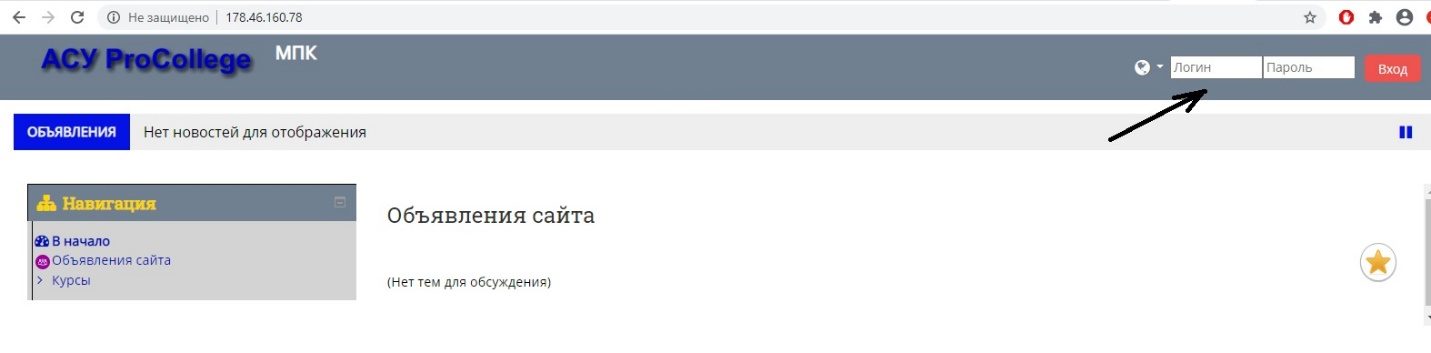 Не защищено 178.46.160.78
АСУ ProCollege МПК
Логин Пароль Вход
ОБЪЯВЛЕНИЯ Нет новостей для отображения
Навигация
В начало
Объявления сайта
Курсы
Объявления сайта
(Нет тем для обсуждения)